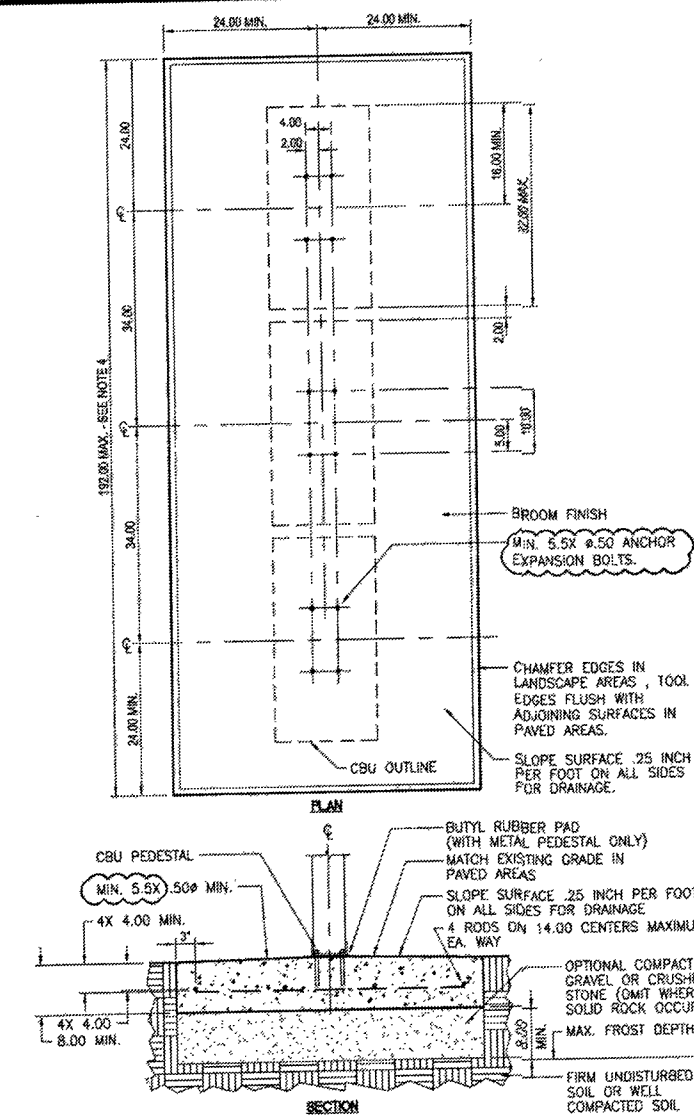 24.00 MIN.
24.00 MIN.
24.00
4.00
2.00
16.00 MIN.
32.00 MAX.
℄
34.00
2.00
192.00 MAX. - SEE NOTE 4
℄
5.00
10.00
34.00
BROOM FINISH
MIN. 5.5X ø.50 ANCHOR
EXPANSION BOLTS.
℄
24.00 MIN.
CHAMFER EDGES IN
LANDSCAPE AREAS , TOOL
EDGES FLUSH WITH
ADJOINING SURFACES IN
PAVED AREAS.
CBU OUTLINE
SLOPE SURFACE .25 INCH
PER FOOT ON ALL SIDES
FOR DRAINAGE.
PLAN
℄
BUTYL RUBBER PAD
(WITH METAL PEDESTAL ONLY)
CBU PEDESTAL
MATCH EXISTING GRADE IN
PAVED AREAS
MIN. 5.5X .50ø MIN.
SLOPE SURFACE .25 INCH PER FOOT
ON ALL SIDES FOR DRAINAGE
4X 4.00 MIN.
3"
4 RODS ON 14.00 CENTERS MAXIMU
EA. WAY
OPTIONAL COMPACT
GRAVEL OR CRUSHE
STONE (OMIT WHER
SOLID ROCK OCCUR
4X 4.00
8.00 MIN.
8.00
MIN.
MAX. FROST DEPTH
FIRM UNDISTURBED
SOIL OR WELL
COMPACTED SOIL
SECTION